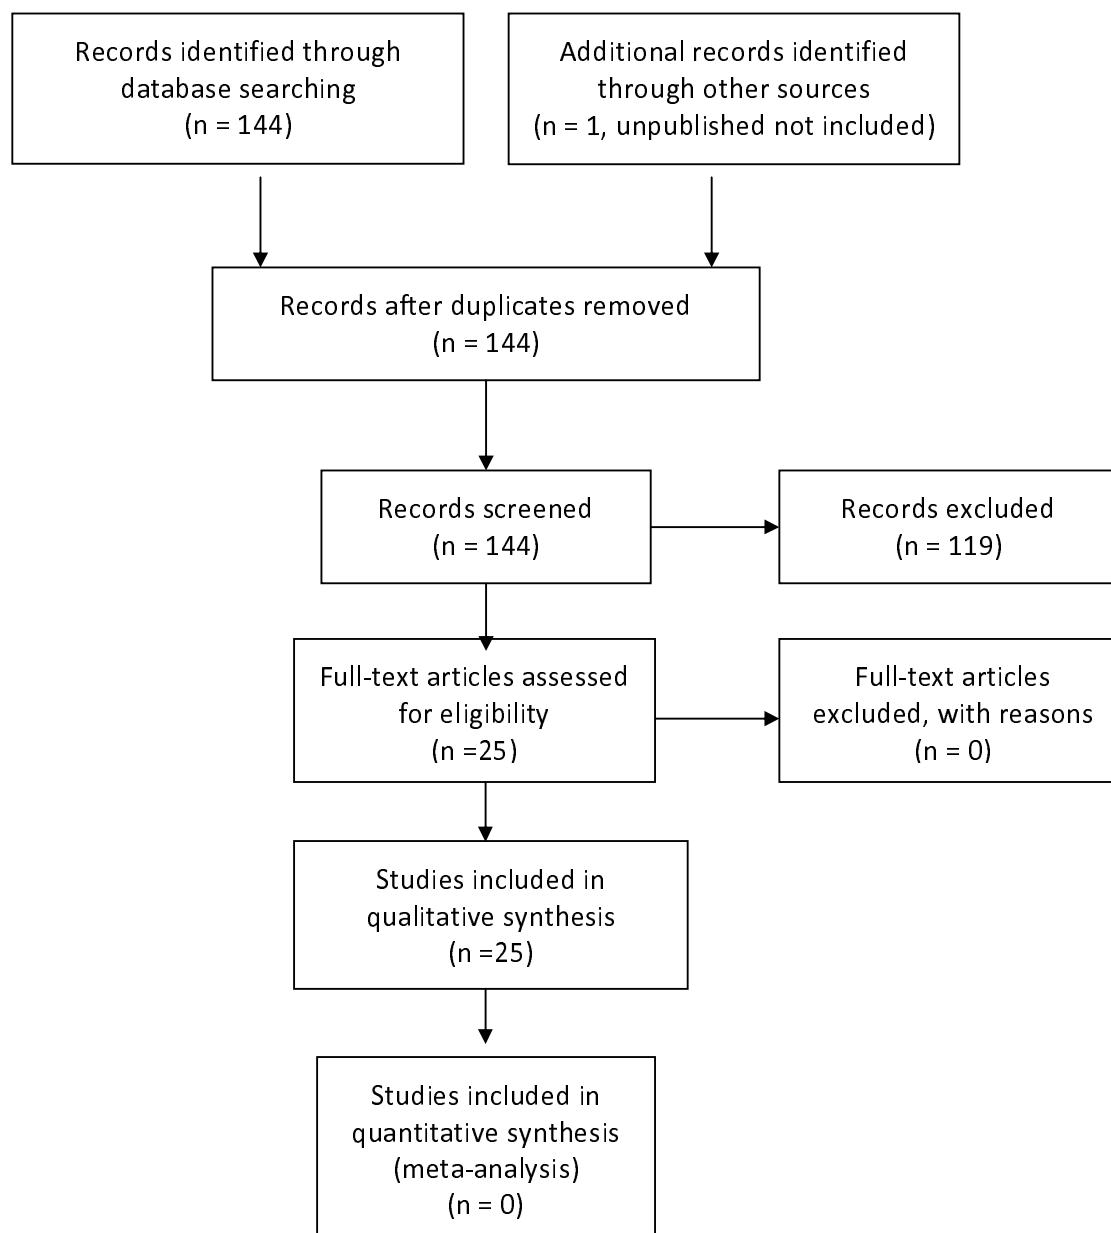 Records identified through
database searching
(n = 144)
Additional records identified
through other sources
(n = 1, unpublished not included)
Records after duplicates removed
(n = 144)
Records screened
(n = 144)
Records excluded
(n = 119)
Full-text articles assessed
for eligibility
(n =25)
Full-text articles
excluded, with reasons
(n = 0)
Studies included in
qualitative synthesis
(n =25)
Studies included in
quantitative synthesis
(meta-analysis)
(n = 0)